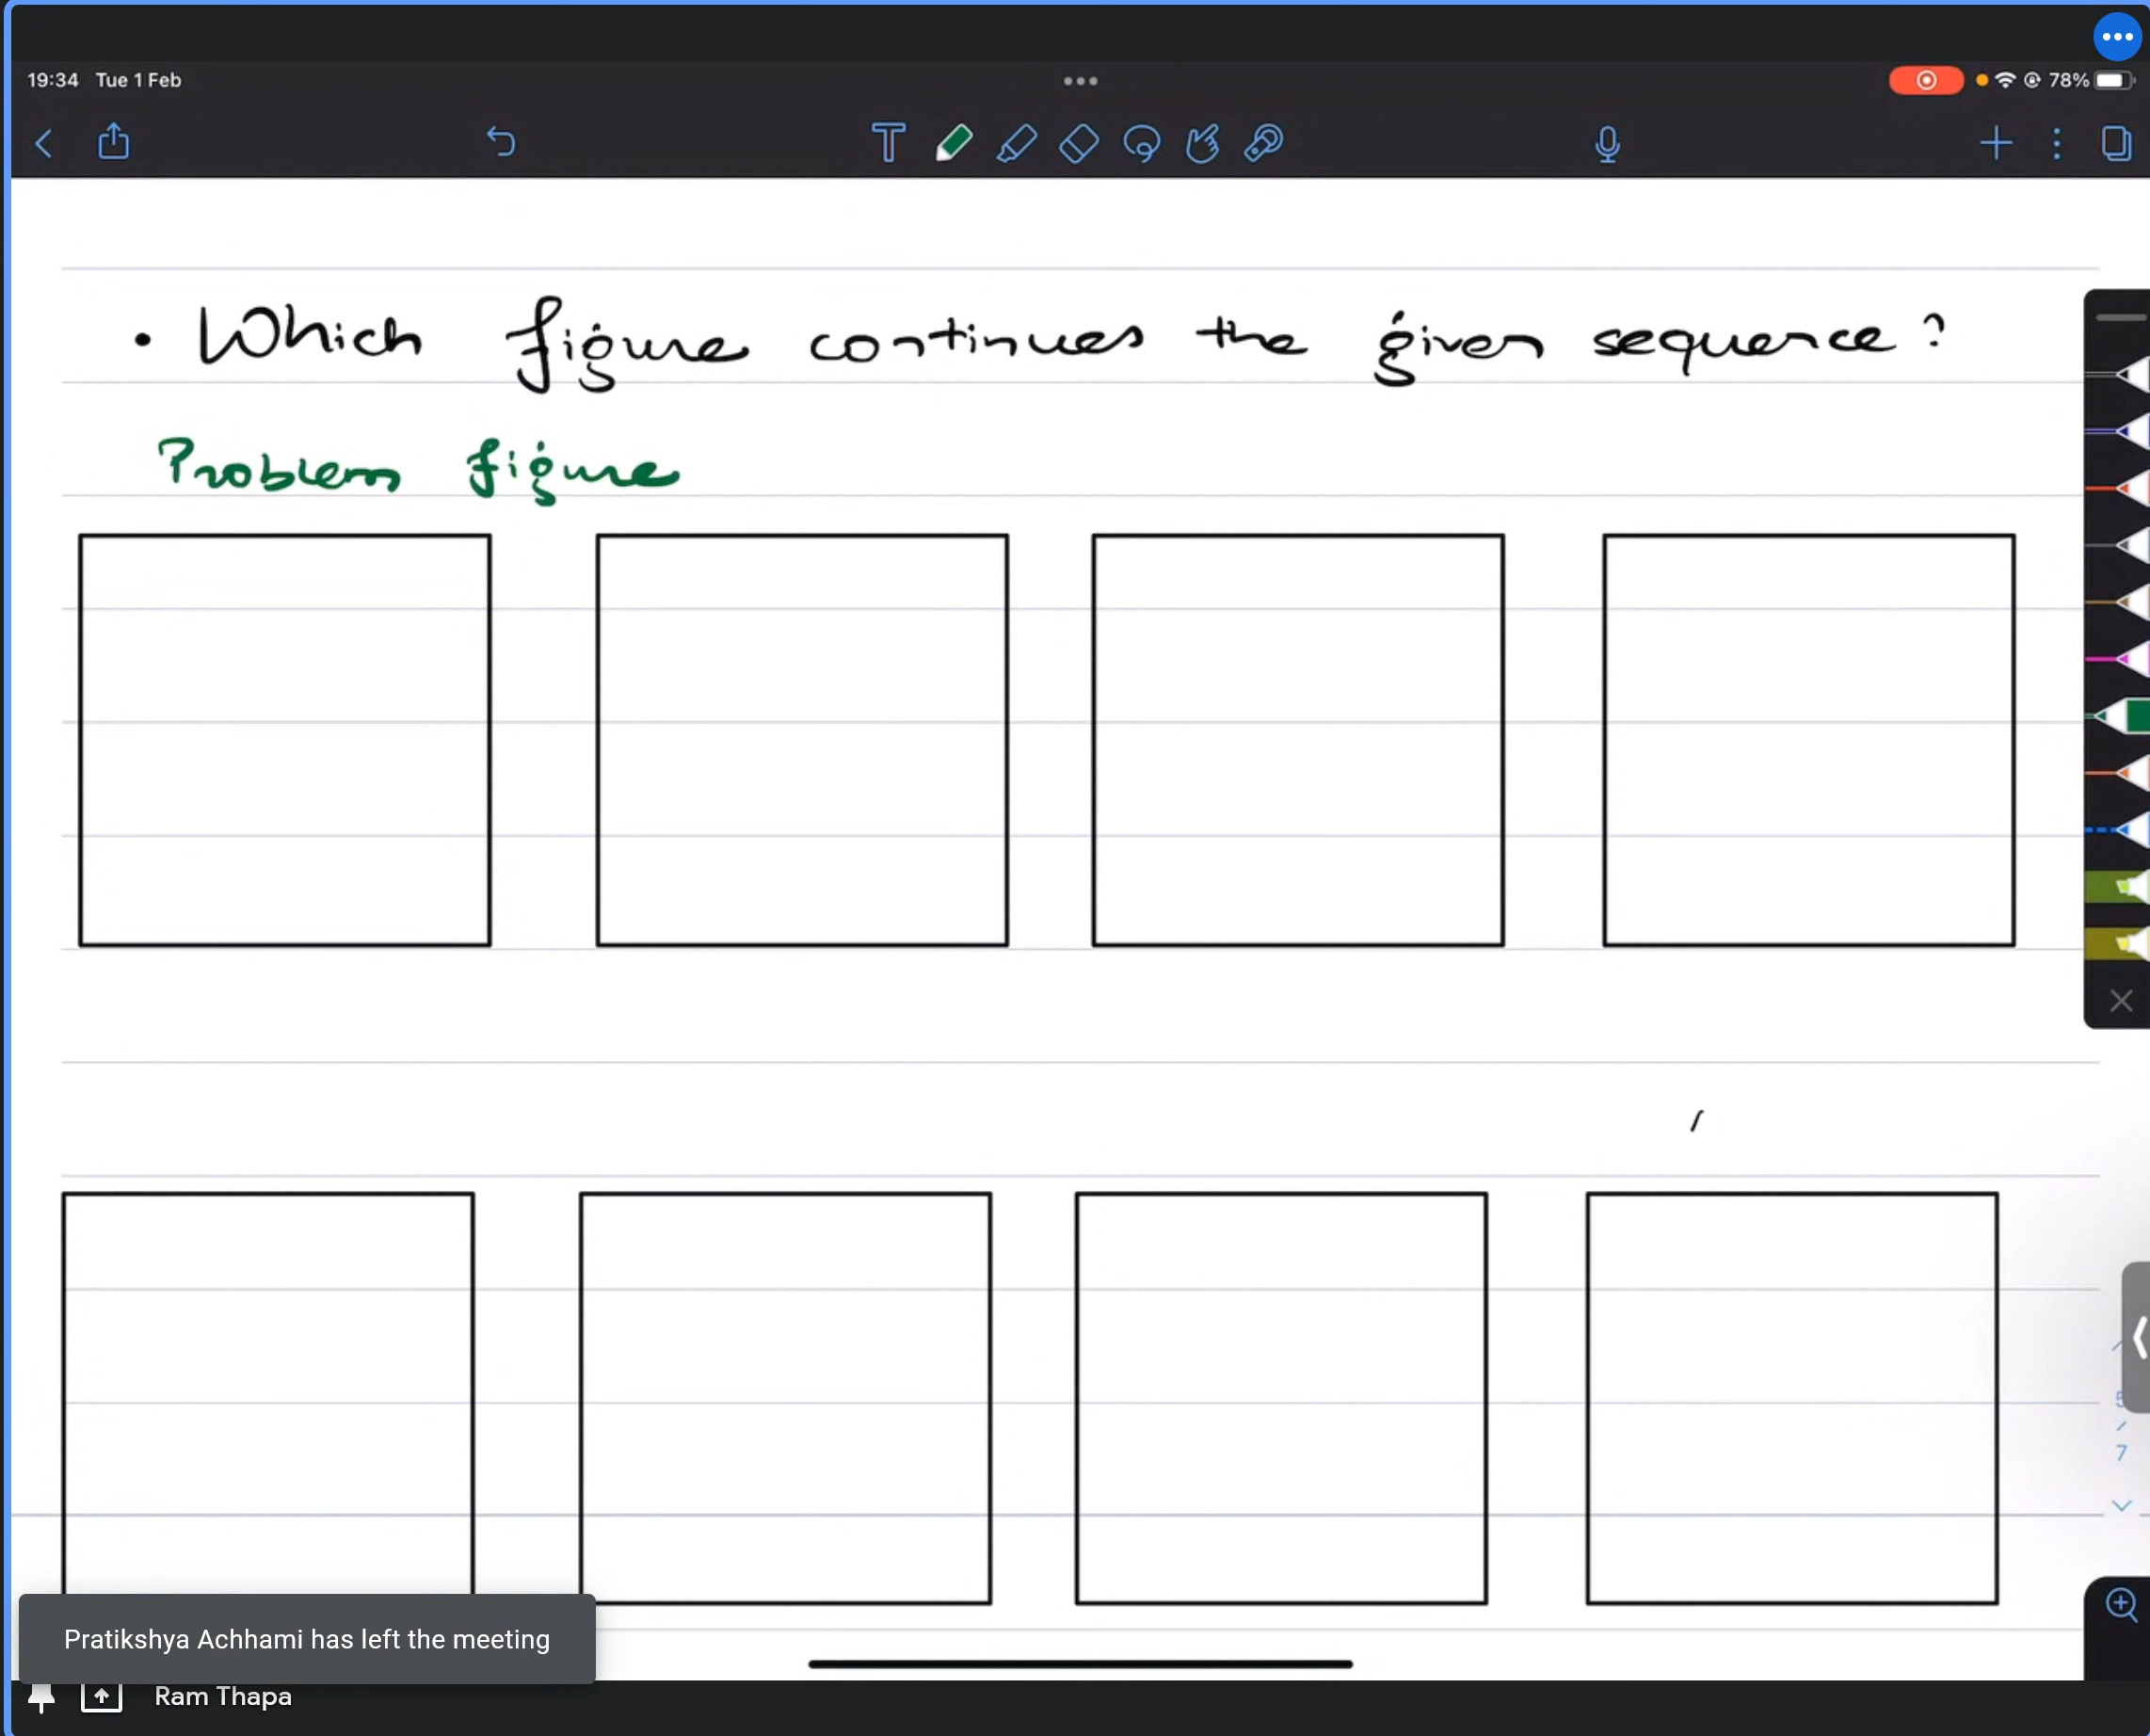 19:34 Tue 1 Feb
78%
• Which figure continues the given sequence?
Problem figure
7
Pratikshya Achhami has left the meeting
Ram Thapa